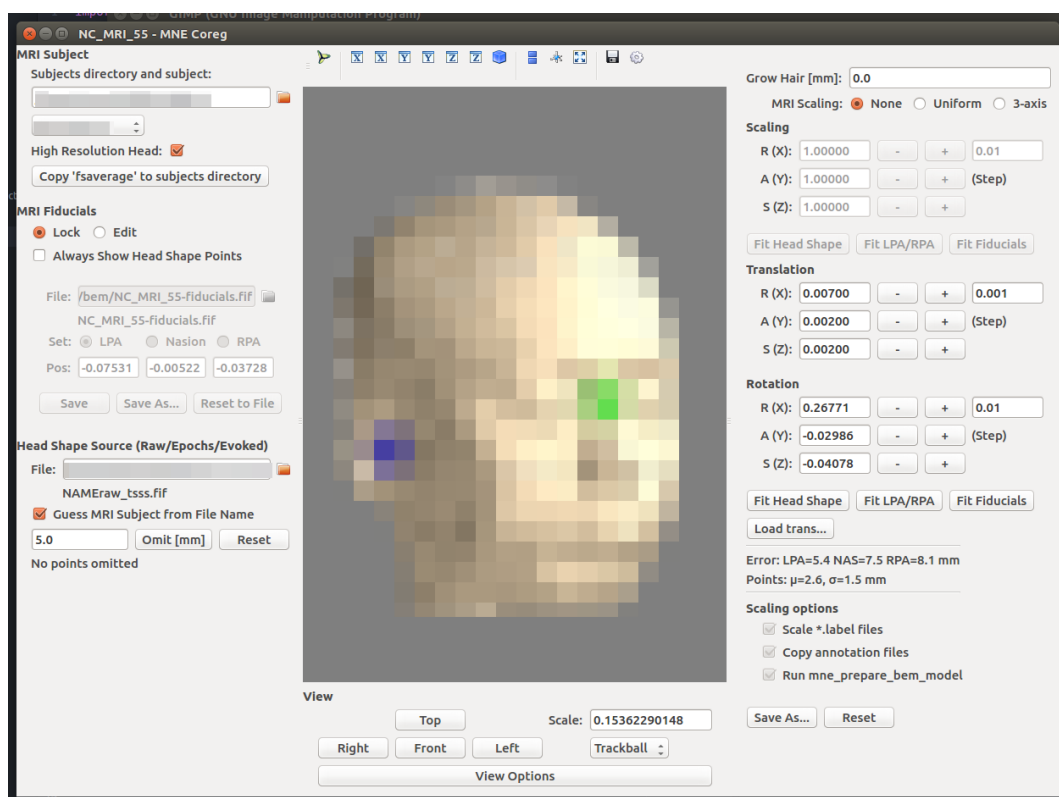 GIMP (GNU Image Manipulation Program)
NC_MRI_55 - MNE Coreg
MRI Subject
Subjects directory and subject:
High Resolution Head:
Copy 'fsaverage' to subjects directory
MRI Fiducials
Lock Edit
Always Show Head Shape Points
File: /bem/NC_MRI_55-fiducials.fif
NC_MRI_55-fiducials.fif
Set: LPA Nasion RPA
Pos: -0.07531 -0.00522 -0.03728
Save Save As... Reset to File
Head Shape Source (Raw/Epochs/Evoked)
File:
NAMEraw_tsss.fif
Guess MRI Subject from File Name
5.0 Omit [mm] Reset
No points omitted
X X Y Y Z Z
View
Top Scale: 0.15362290148
Right Front Left Trackball
View Options
Grow Hair [mm]: 0.0
MRI Scaling: None Uniform 3-axis
Scaling
R (X): 1.00000 - + 0.01
A (Y): 1.00000 - + (Step)
S (Z): 1.00000 - +
Fit Head Shape Fit LPA/RPA Fit Fiducials
Translation
R (X): 0.00700 - + 0.001
A (Y): 0.00200 - + (Step)
S (Z): 0.00200 - +
Rotation
R (X): 0.26771 - + 0.01
A (Y): -0.02986 - + (Step)
S (Z): -0.04078 - +
Fit Head Shape Fit LPA/RPA Fit Fiducials
Load trans...
Error: LPA=5.4 NAS=7.5 RPA=8.1 mm
Points: μ=2.6, σ=1.5 mm
Scaling options
Scale *.label files
Copy annotation files
Run mne_prepare_bem_model
Save As... Reset